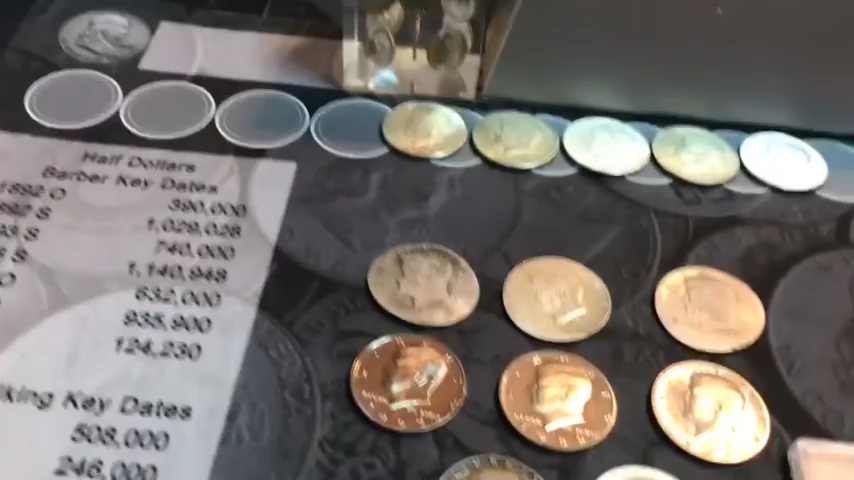 Half Dollars
Barber Key Dates
1892 O 390,000
1,029,028
740,000
1,140,948
632,000
935,900
124,230
Key Dates
508,000
246,000